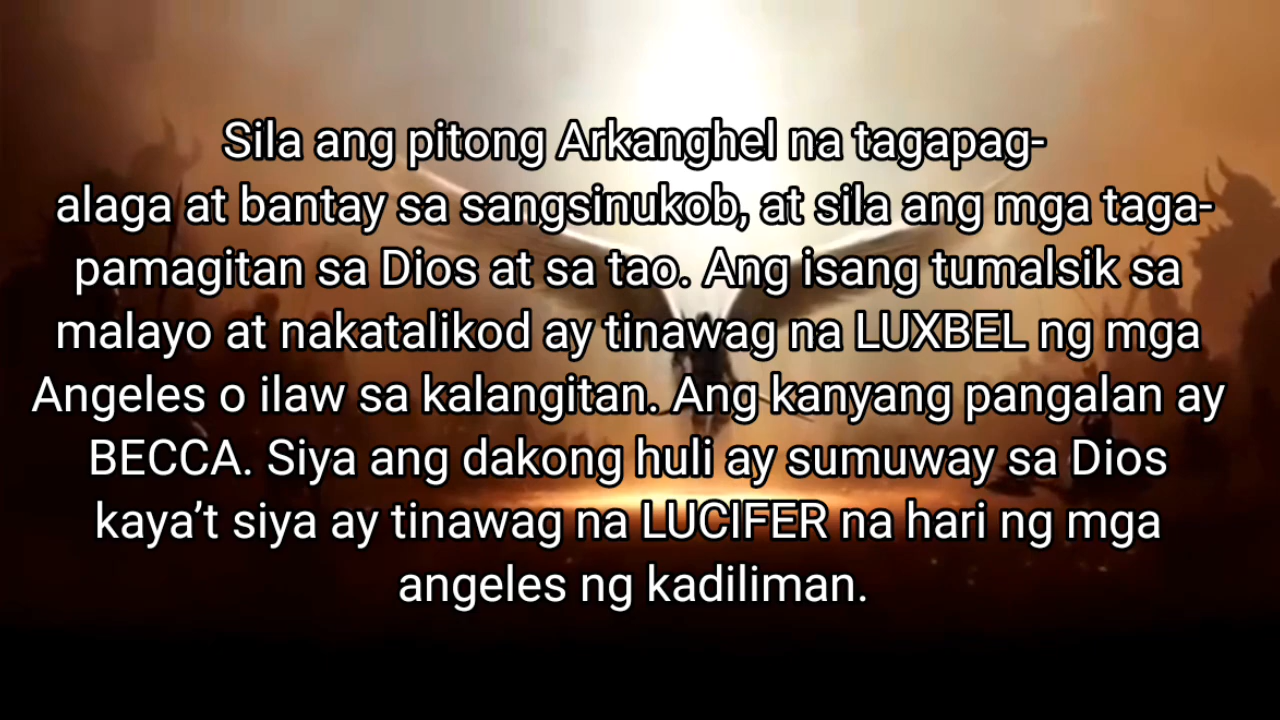 Sila ang pitong Arkanghel na tagapag-
alaga at bantay sa sangsinukob, at sila ang mga taga-
pamagitan sa Dios at sa tao. Ang isang tumalsik sa
malayo at nakatalikod ay tinawag na LUXBEL ng mga
Angeles o ilaw sa kalangitan. Ang kanyang pangalan ay
BECCA. Siya ang dakong huli ay sumuway sa Dios
kaya’t siya ay tinawag na LUCIFER na hari ng mga
angeles ng kadiliman.